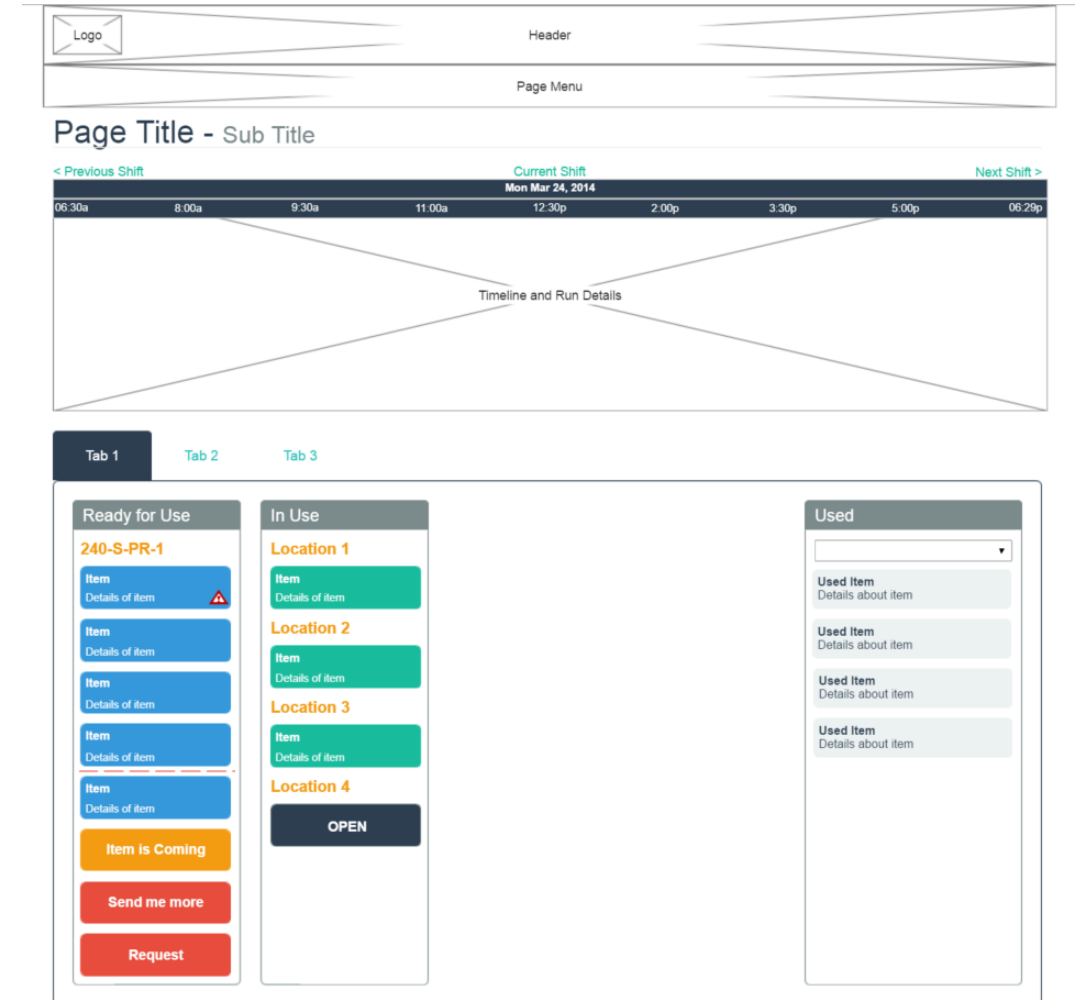 Logo
Header
Page Menu
Page Title - Sub Title
< Previous Shift
Current Shift
Next Shift >
Mon Mar 24, 2014
06:30a 8:00a 9:30a 11:00a 12:30p 2:00p 3:30p 5:00p 06:29p
Timeline and Run Details
Tab 1
Tab 2
Tab 3
Ready for Use
240-S-PR-1
Item
Details of item
Item
Details of item
Item
Details of item
Item
Details of item
Item
Details of item
Item is Coming
Send me more
Request
In Use
Location 1
Item
Details of item
Location 2
Item
Details of item
Location 3
Item
Details of item
Location 4
OPEN
Used
Used Item
Details about item
Used Item
Details about item
Used Item
Details about item
Used Item
Details about item